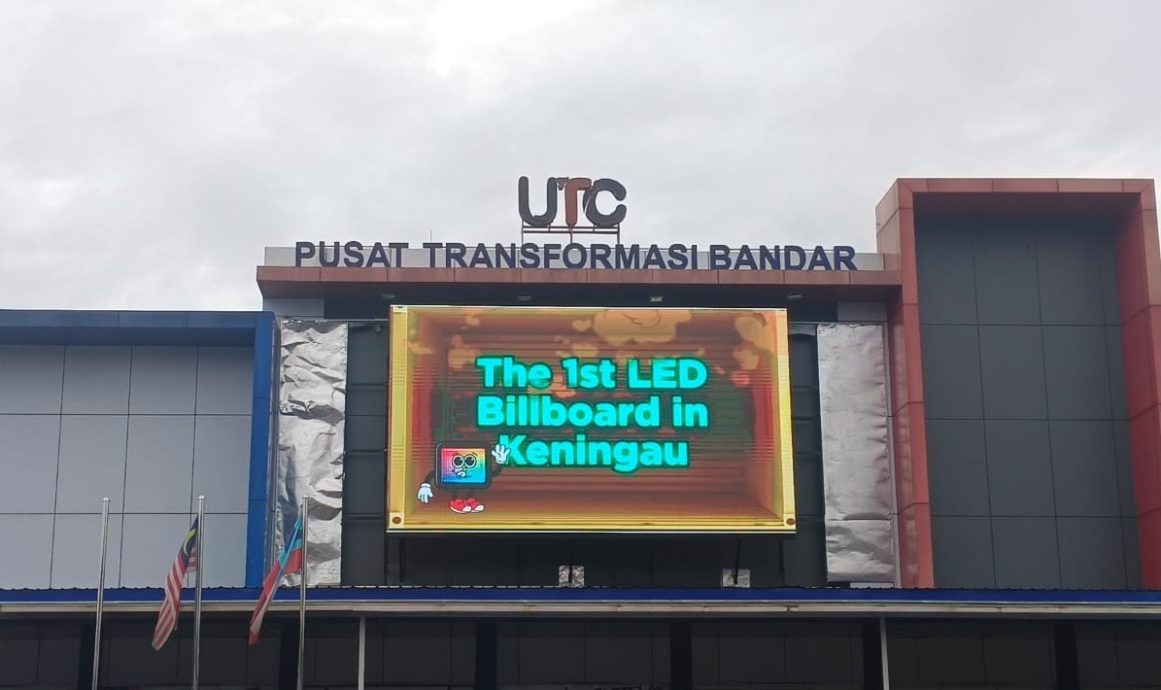 UTC
PUSAT TRANSFORMASI BANDAR
The 1st LED
Billboard in
Keningau